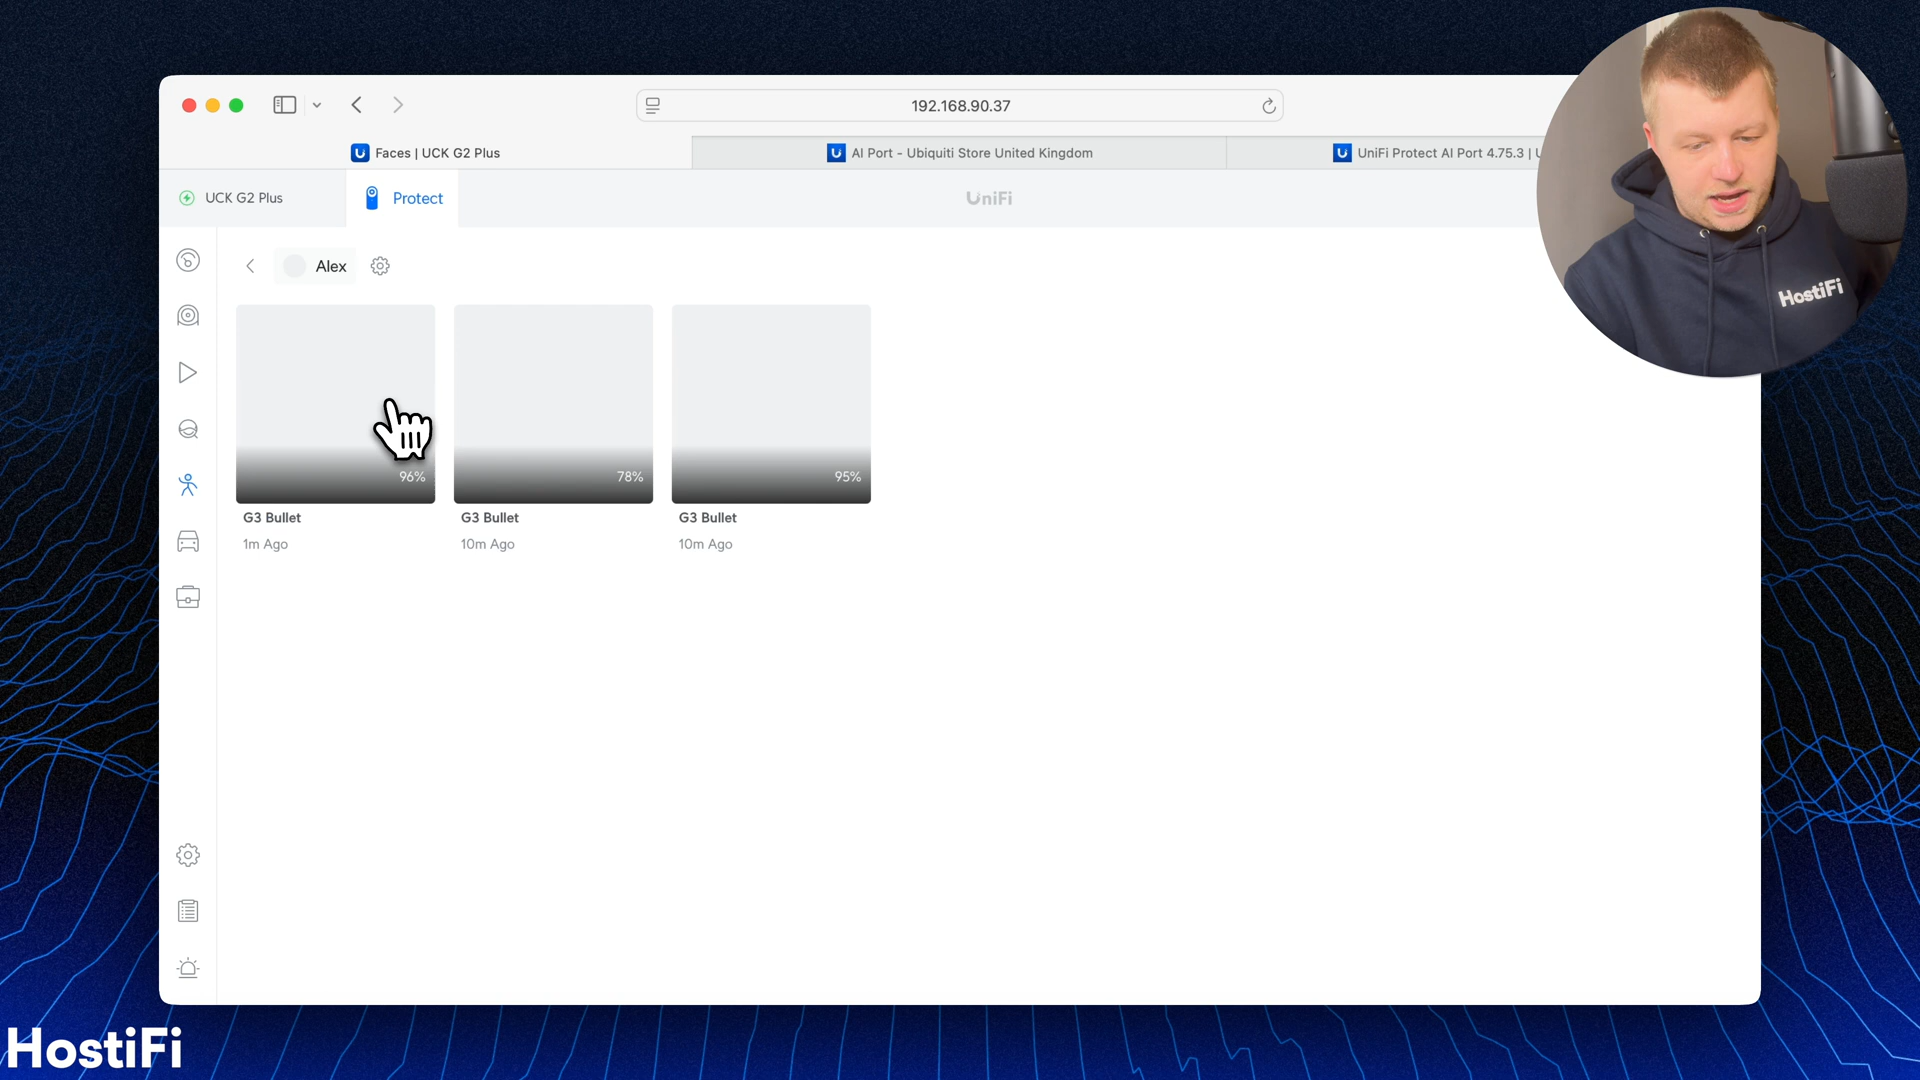 192.168.90.37
Faces | UCK G2 Plus
AI Port - Ubiquiti Store United Kingdom
UniFi Protect AI Port 4.75.3 | U
UCK G2 Plus
Protect
UniFi
Alex
96%
78%
95%
G3 Bullet
G3 Bullet
G3 Bullet
1m Ago
10m Ago
10m Ago
HostiFi
HostiFi